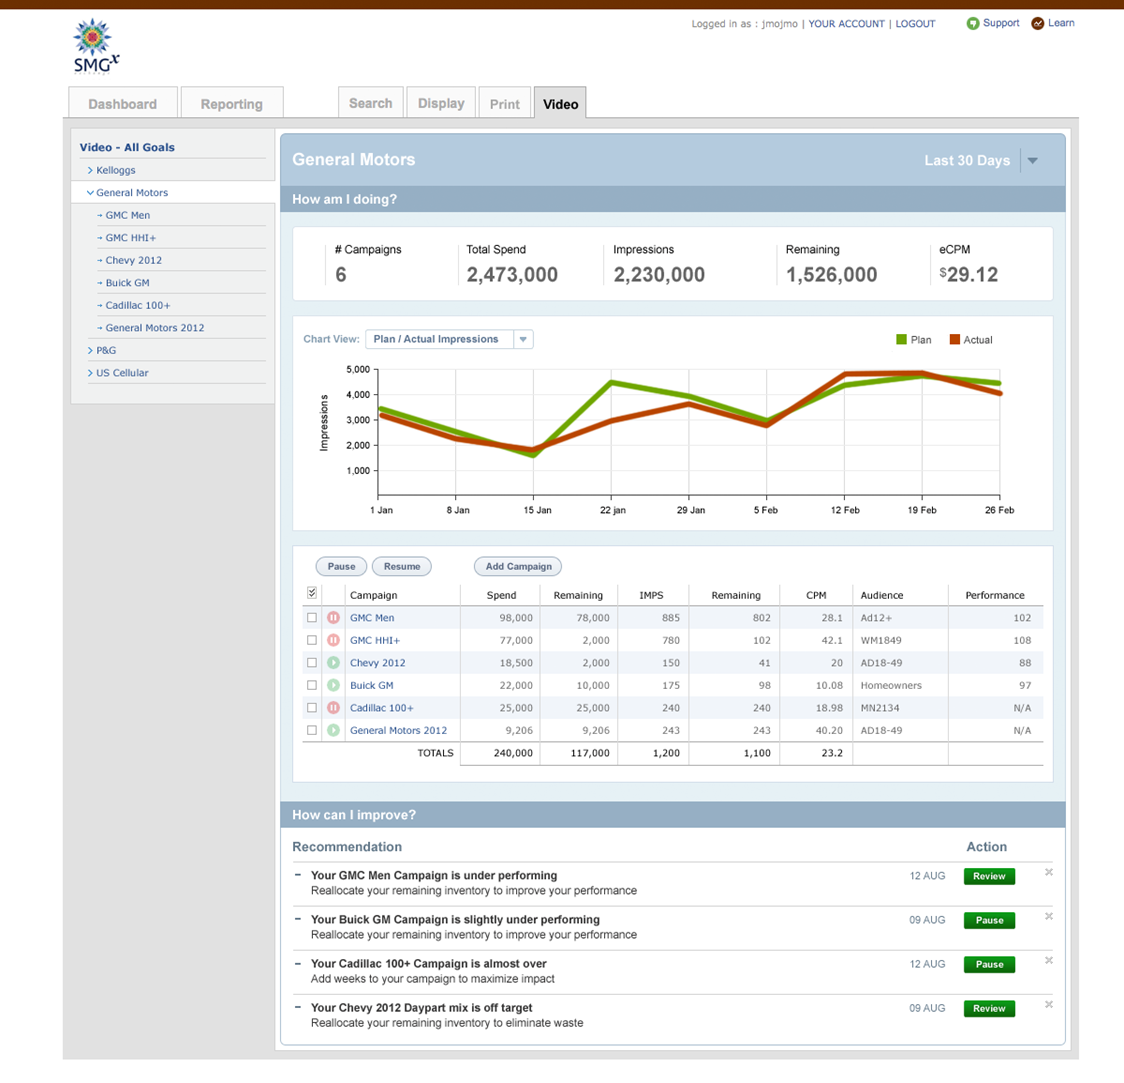 Logged in as : jmojmo | YOUR ACCOUNT | LOGOUT Support Learn
SMGx
Dashboard Reporting Search Display Print Video
Video - All Goals
Kelloggs
General Motors
GMC Men
GMC HHI+
Chevy 2012
Buick GM
Cadillac 100+
General Motors 2012
P&G
US Cellular
General Motors Last 30 Days
How am I doing?
# Campaigns Total Spend Impressions Remaining eCPM
6 2,473,000 2,230,000 1,526,000 $29.12
Chart View: Plan / Actual Impressions Plan Actual
5,000
4,000
3,000
2,000
1,000
Impressions
1 Jan 8 Jan 15 Jan 22 jan 29 Jan 5 Feb 12 Feb 19 Feb 26 Feb
Pause Resume Add Campaign
Campaign Spend Remaining IMPS Remaining CPM Audience Performance
GMC Men 98,000 78,000 885 802 28.1 Ad12+ 102
GMC HHI+ 77,000 2,000 780 102 42.1 WM1849 108
Chevy 2012 18,500 2,000 150 41 20 AD18-49 88
Buick GM 22,000 10,000 175 98 10.08 Homeowners 97
Cadillac 100+ 25,000 25,000 240 240 18.98 MN2134 N/A
General Motors 2012 9,206 9,206 243 243 40.20 AD18-49 N/A
TOTALS 240,000 117,000 1,200 1,100 23.2
How can I improve?
Recommendation Action
Your GMC Men Campaign is under performing 12 AUG Review
Reallocate your remaining inventory to improve your performance
Your Buick GM Campaign is slightly under performing 09 AUG Pause
Reallocate your remaining inventory to improve your performance
Your Cadillac 100+ Campaign is almost over 12 AUG Pause
Add weeks to your campaign to maximize impact
Your Chevy 2012 Daypart mix is off target 09 AUG Review
Reallocate your remaining inventory to eliminate waste